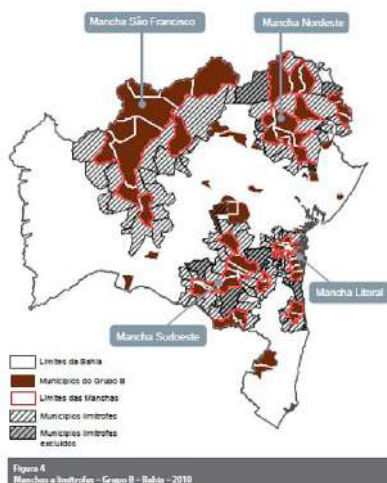 Mancha São Francisco
Mancha Nordeste
Mancha Litoral
Mancha Sudoeste
Limites da Bahia
Municípios do Grupo B
Limites das Manchas
Municípios limítrofes
Municípios limítrofes
excluídos
Figura 4
Manchas e limítrofes – Grupo B – Bahia – 2010